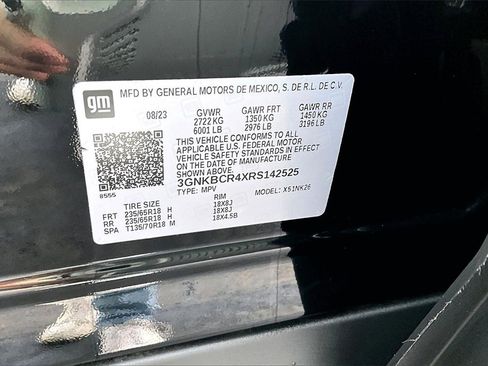 gm
MFD BY GENERAL MOTORS DE MEXICO, S. DE R.L. DE C.V.
08/23 GVWR GAWR FRT GAWR RR
2722 KG 1350 KG 1450 KG
6001 LB 2976 LB 3196 LB
THIS VEHICLE CONFORMS TO ALL
APPLICABLE U.S. FEDERAL MOTOR
VEHICLE SAFETY STANDARDS IN EFFECT
ON THE DATE OF MANUFACTURE
3GNKBCR4XRS142525
TYPE: MPV MODEL: X51NK26
8555
TIRE SIZE RIM
FRT 235/65R18 H 18X8J
RR 235/65R18 H 18X8J
SPA T135/70R18 M 18X4.5B